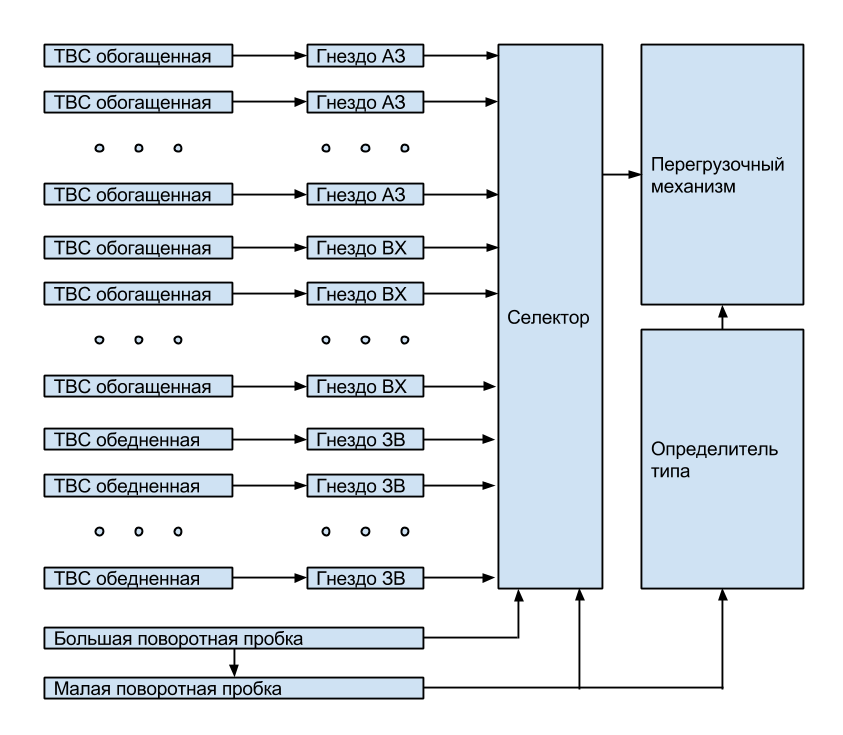 ТВС обогащенная
Гнездо АЗ
ТВС обогащенная
Гнездо АЗ
ТВС обогащенная
Гнездо АЗ
ТВС обогащенная
Гнездо ВХ
ТВС обогащенная
Гнездо ВХ
ТВС обогащенная
Гнездо ВХ
ТВС обедненная
Гнездо ЗВ
ТВС обедненная
Гнездо ЗВ
ТВС обедненная
Гнездо ЗВ
Селектор
Перегрузочный
механизм
Определитель
типа
Большая поворотная пробка
Малая поворотная пробка